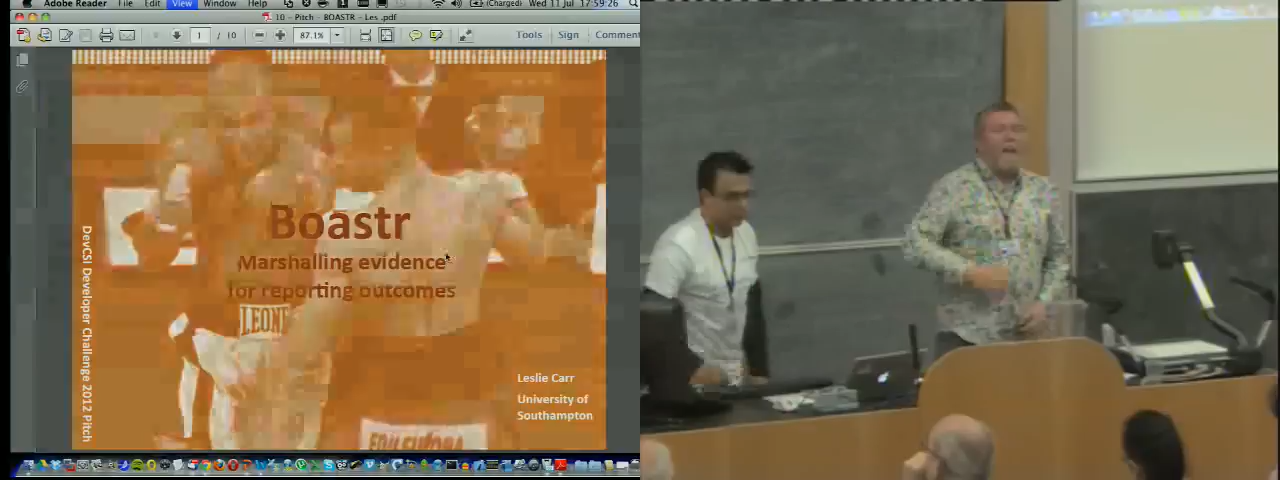 Adobe Reader File Edit View Window Help (Charged) Wed 11 Jul 17:59:26
10 - Pitch - BOASTR - Les .pdf
1 / 10 87.1% Tools Sign Comment
Boastr
Marshalling evidence
for reporting outcomes
LEONE
Leslie Carr
University of
Southampton
DevCSI Developer Challenge 2012 Pitch